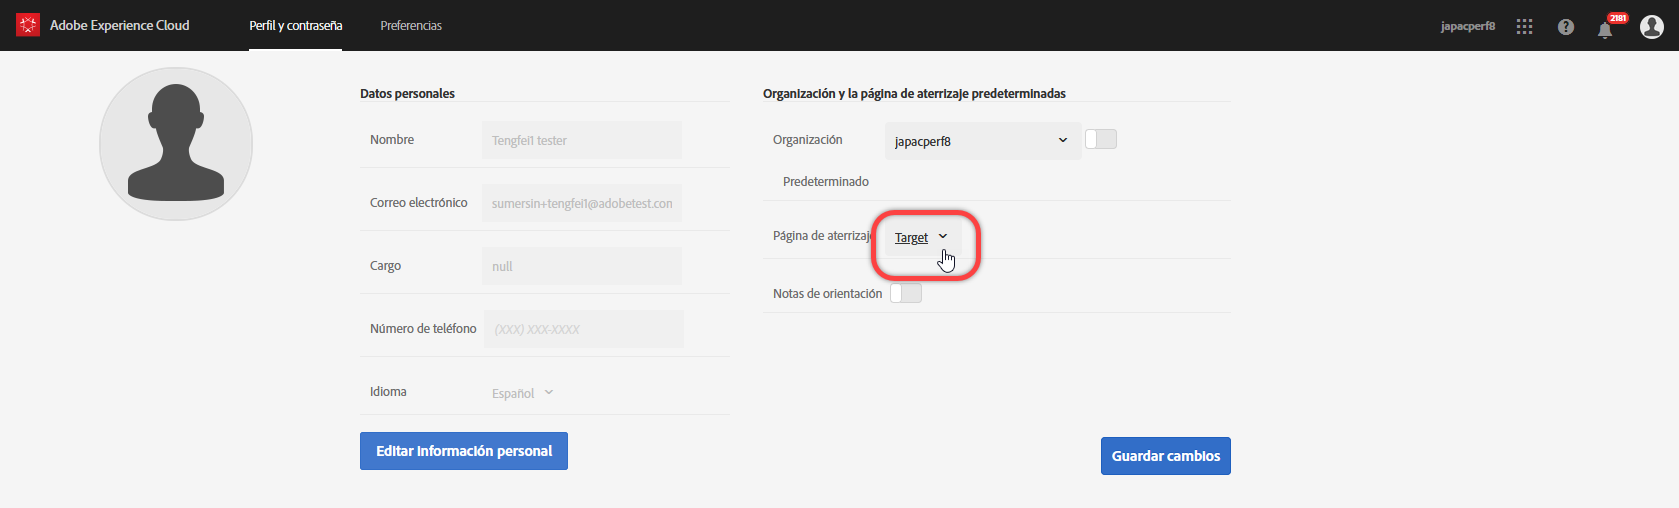 Adobe Experience Cloud
Perfil y contraseña
Preferencias
japacperf8
2181
Datos personales
Nombre
Tengfei1 tester
Correo electrónico
sumersin+tengfei1@adobetest.con
Cargo
null
Número de teléfono
(XXX) XXX-XXXX
Idioma
Español
Editar información personal
Organización y la página de aterrizaje predeterminadas
Organización
japacperf8
Predeterminado
Página de aterrizaje
Target
Notas de orientación
Guardar cambios